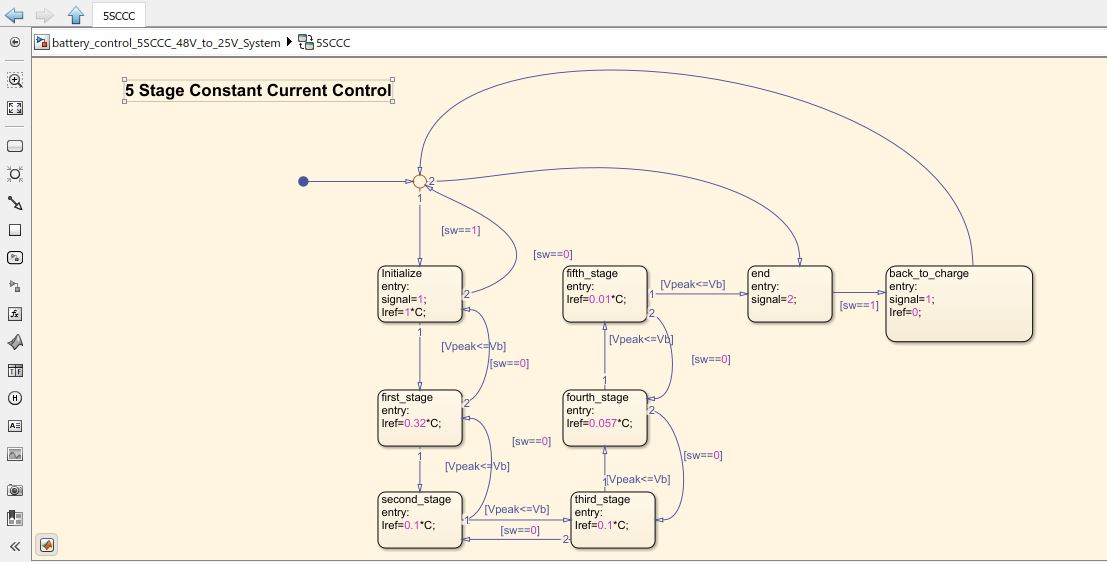 5SCCC
battery_control_5SCCC_48V_to_25V_System
5SCCC
5 Stage Constant Current Control
2
1
[sw==1]
[sw==0]
Initialize
entry:
signal=1;
Iref=1*C;
2
1
fifth_stage
entry:
Iref=0.01*C;
1
2
[Vpeak<=Vb]
end
entry:
signal=2;
[sw==1]
back_to_charge
entry:
signal=1;
Iref=0;
[Vpeak<=Vb]
[sw==0]
[Vpeak<=Vb]
[sw==0]
1
first_stage
entry:
Iref=0.32*C;
2
1
fourth_stage
entry:
Iref=0.057*C;
2
[sw==0]
[sw==0]
[Vpeak<=Vb]
[Vpeak<=Vb]
1
second_stage
entry:
Iref=0.1*C;
1
[Vpeak<=Vb]
[sw==0]
2
third_stage
entry:
Iref=0.1*C;